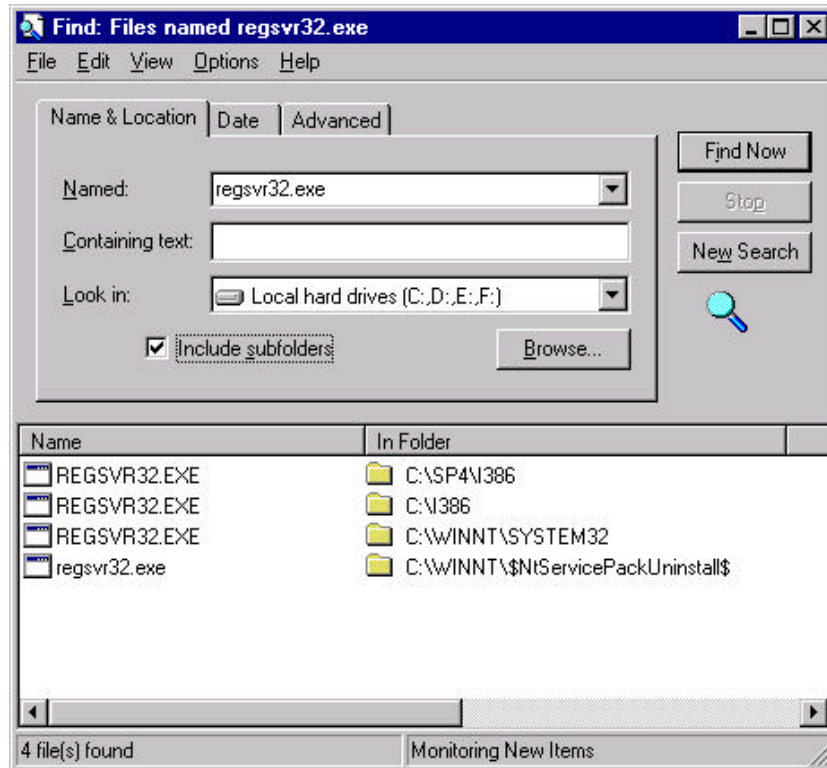 Find: Files named regsvr32.exe
File Edit View Options Help
Name & Location Date Advanced
Named: regsvr32.exe
Containing text:
Look in: Local hard drives (C:,D:,E:,F:)
Include subfolders Browse...
Find Now
Stop
New Search
Name In Folder
REGSVR32.EXE C:\SP4\I386
REGSVR32.EXE C:\I386
REGSVR32.EXE C:\WINNT\SYSTEM32
regsvr32.exe C:\WINNT\$NtServicePackUninstall$
4 file(s) found Monitoring New Items